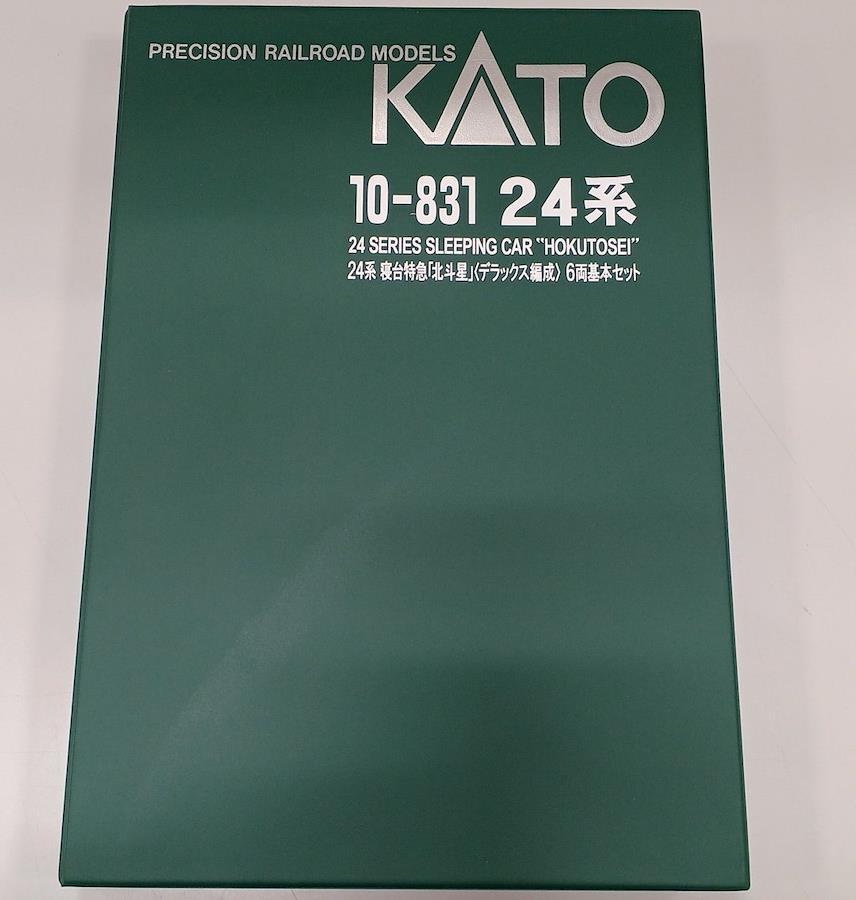 PRECISION RAILROAD MODELS
KATO
10-831 24系
24 SERIES SLEEPING CAR "HOKUTOSEI"
24系 寝台特急「北斗星」〈デラックス編成〉 6両基本セット